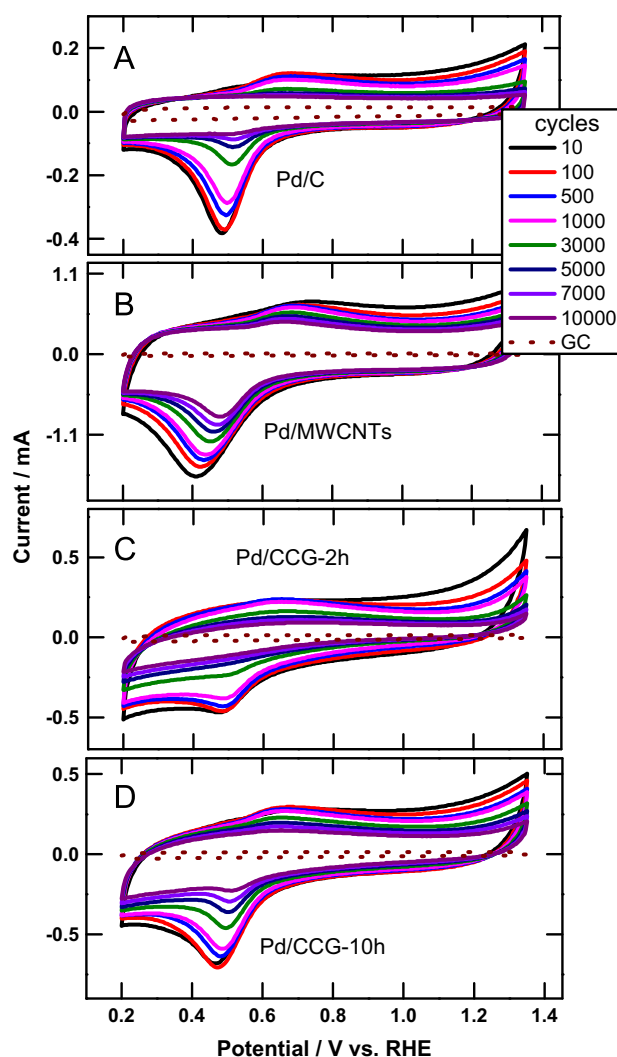 A
0.2
0.0
-0.2
-0.4
Pd/C
cycles
10
100
500
1000
3000
5000
7000
10000
GC
B
1.1
0.0
-1.1
Pd/MWCNTs
Current / mA
C
Pd/CCG-2h
0.5
0.0
-0.5
D
0.5
0.0
-0.5
Pd/CCG-10h
0.2 0.4 0.6 0.8 1.0 1.2 1.4
Potential / V vs. RHE